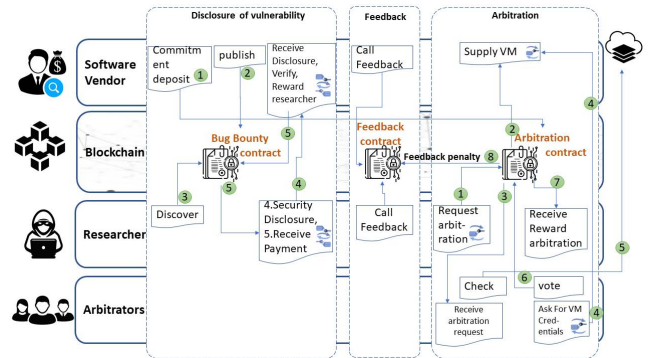 Disclosure of vulnerability
Feedback
Arbitration
Software
Vendor
Commitm
ent
deposit
1
publish
2
Receive
Disclosure,
Verify,
Reward
researcher
Call
Feedback
Supply VM
4
5
2
Blockchain
Bug Bounty
contract
Feedback
contract
Feedback penalty
8
Arbitration
contract
3
5
4
1
3
7
5
Researcher
Discover
4.Security
Disclosure,
5.Receive
Payment
Call
Feedback
Request
arbit-
ration
Receive
Reward
arbitration
Arbitrators
Check
6
vote
Receive
arbitration
request
Ask For VM
Cred-
entials
4